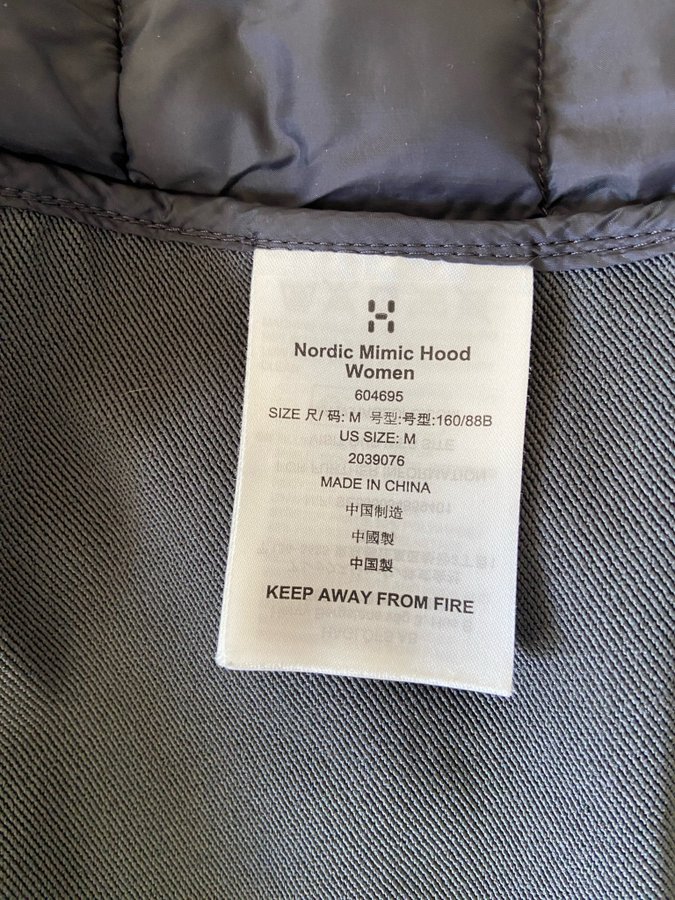 Nordic Mimic Hood
Women
604695
SIZE 尺/ 码: M 号型:号型:160/88B
US SIZE: M
2039076
MADE IN CHINA
中国制造
中國製
中国製
KEEP AWAY FROM FIRE